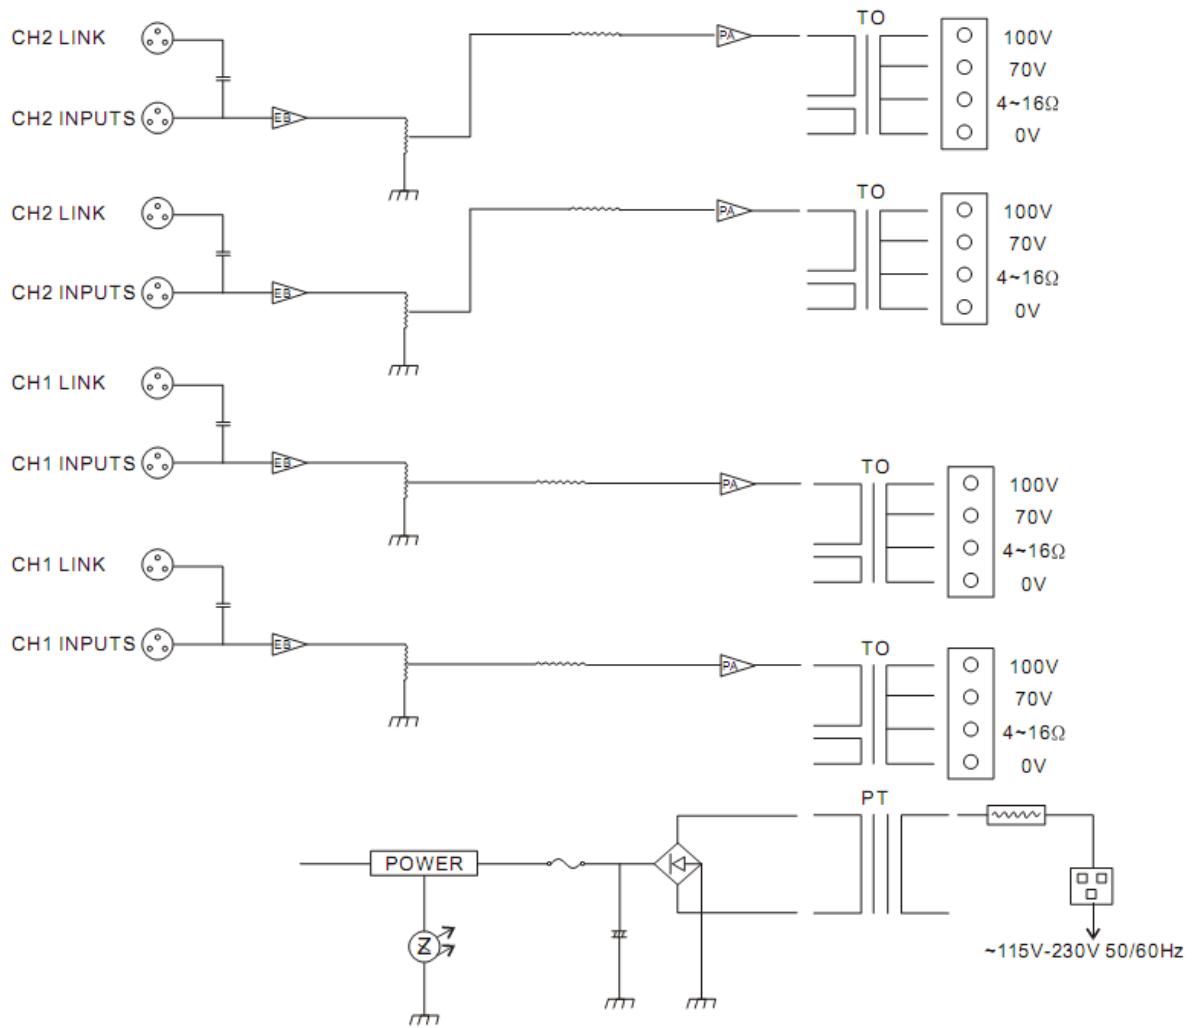 TO
CH2 LINK
PA
100V
70V
4~16Ω
CH2 INPUTS
EB
0V
TO
CH2 LINK
PA
100V
70V
4~16Ω
CH2 INPUTS
EB
0V
CH1 LINK
CH1 INPUTS
EB
TO
PA
100V
70V
4~16Ω
0V
CH1 LINK
CH1 INPUTS
EB
TO
PA
100V
70V
4~16Ω
0V
PT
POWER
Z
~115V-230V 50/60Hz